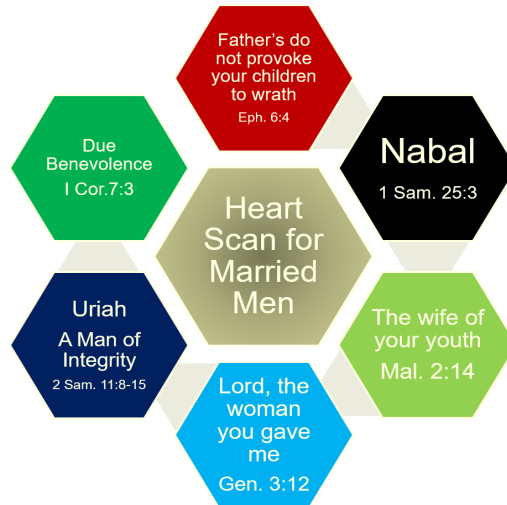 Father's do
not provoke
your children
to wrath
Eph. 6:4
Nabal
1 Sam. 25:3
The wife of
your youth
Mal. 2:14
Lord, the
woman
you gave
me
Gen. 3:12
Uriah
A Man of
Integrity
2 Sam. 11:8-15
Due
Benevolence
I Cor.7:3
Heart
Scan for
Married
Men